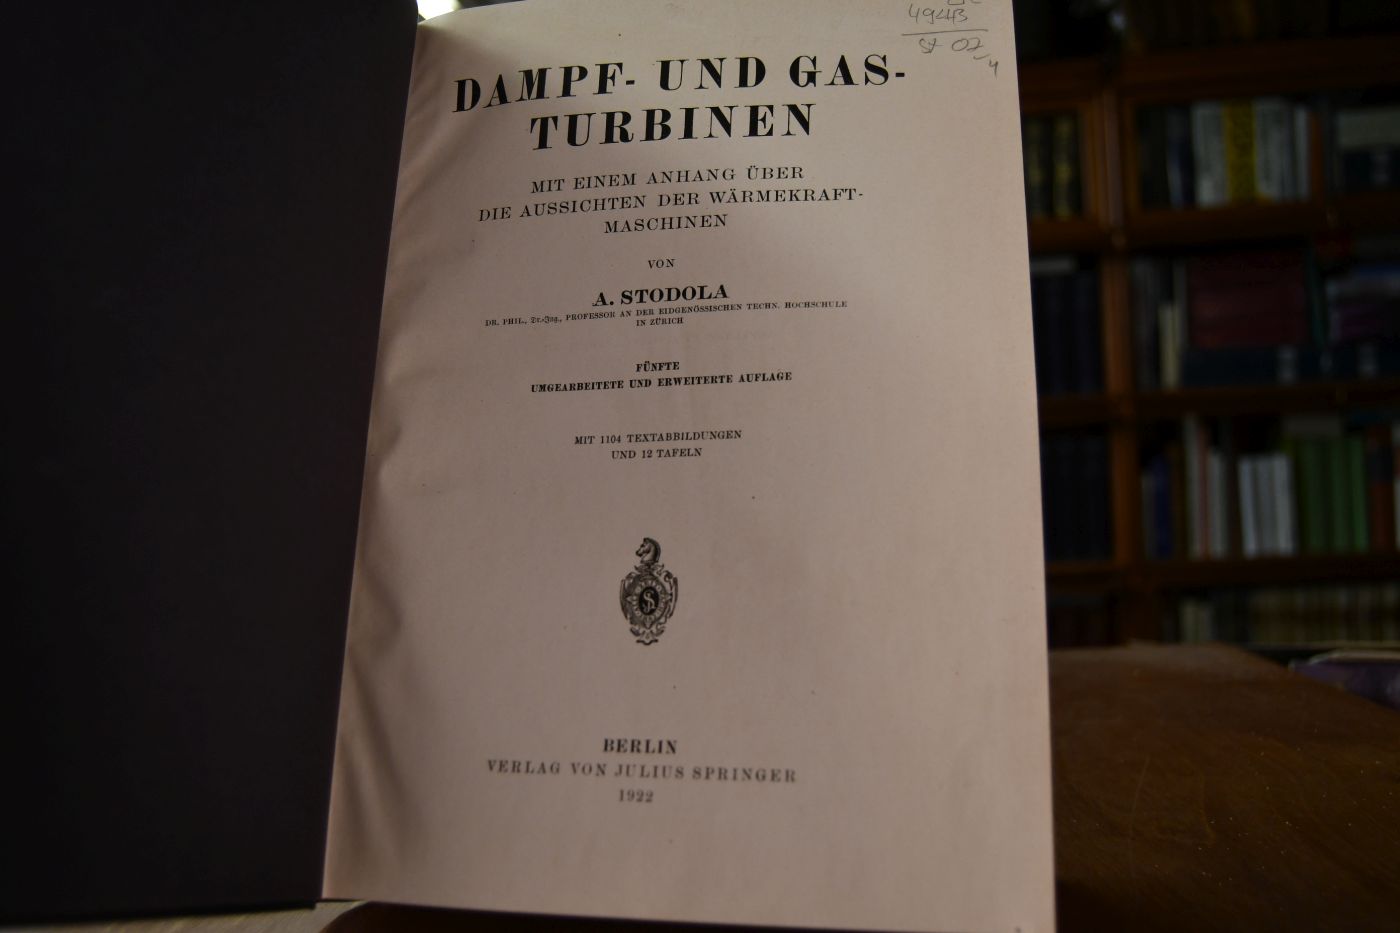 49443
St 02
4
DAMPF- UND GAS-
TURBINEN
MIT EINEM ANHANG ÜBER
DIE AUSSICHTEN DER WÄRMEKRAFT-
MASCHINEN
VON
A. STODOLA
DR. PHIL., Dr.-Ing., PROFESSOR AN DER EIDGENÖSSISCHEN TECHN. HOCHSCHULE
IN ZÜRICH
FÜNFTE
UMGEARBEITETE UND ERWEITERTE AUFLAGE
MIT 1104 TEXTABBILDUNGEN
UND 12 TAFELN
BERLIN
VERLAG VON JULIUS SPRINGER
1922